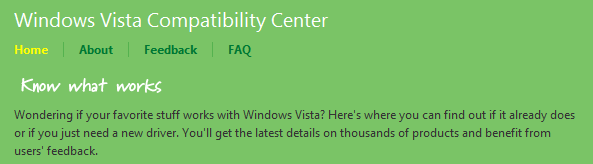 Windows Vista Compatibility Center
Home About Feedback FAQ
Know what works
Wondering if your favorite stuff works with Windows Vista? Here's where you can find out if it already does
or if you just need a new driver. You'll get the latest details on thousands of products and benefit from
users' feedback.